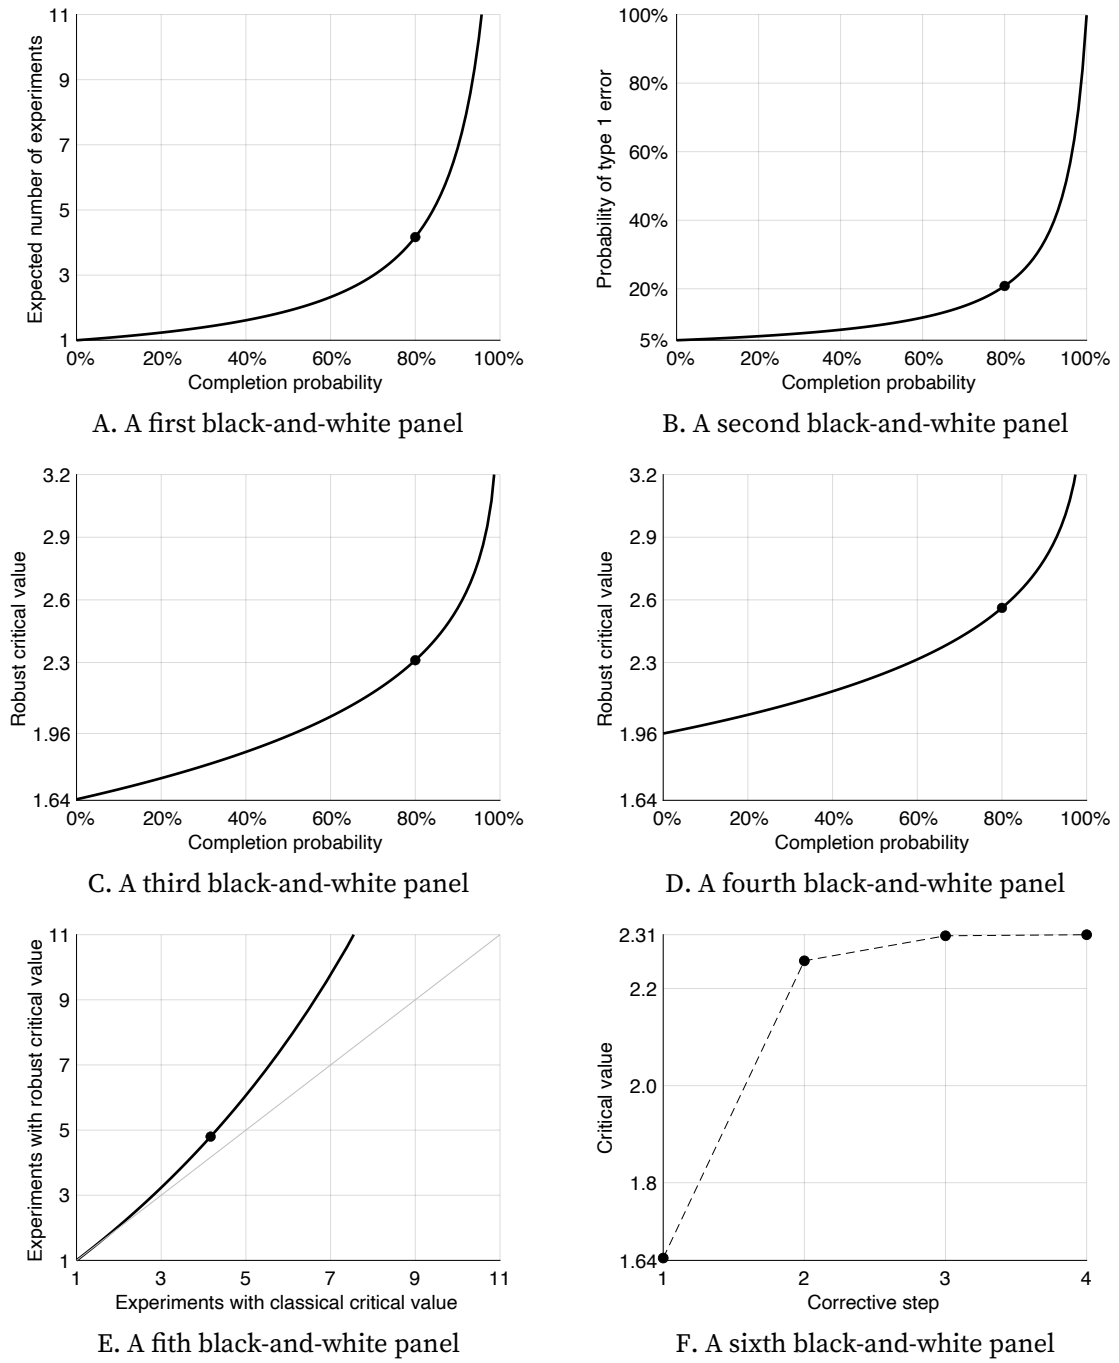 Expected number of experiments
11
9
7
5
3
1
0% 20% 40% 60% 80% 100%
Completion probability
A. A first black-and-white panel
Probability of type 1 error
100%
80%
60%
40%
20%
5%
0% 20% 40% 60% 80% 100%
Completion probability
B. A second black-and-white panel
Robust critical value
3.2
2.9
2.6
2.3
1.96
1.64
0% 20% 40% 60% 80% 100%
Completion probability
C. A third black-and-white panel
Robust critical value
3.2
2.9
2.6
2.3
1.96
1.64
0% 20% 40% 60% 80% 100%
Completion probability
D. A fourth black-and-white panel
Experiments with robust critical value
11
9
7
5
3
1
1 3 5 7 9 11
Experiments with classical critical value
E. A fith black-and-white panel
Critical value
2.31
2.2
2.0
1.8
1.64
1 2 3 4
Corrective step
F. A sixth black-and-white panel